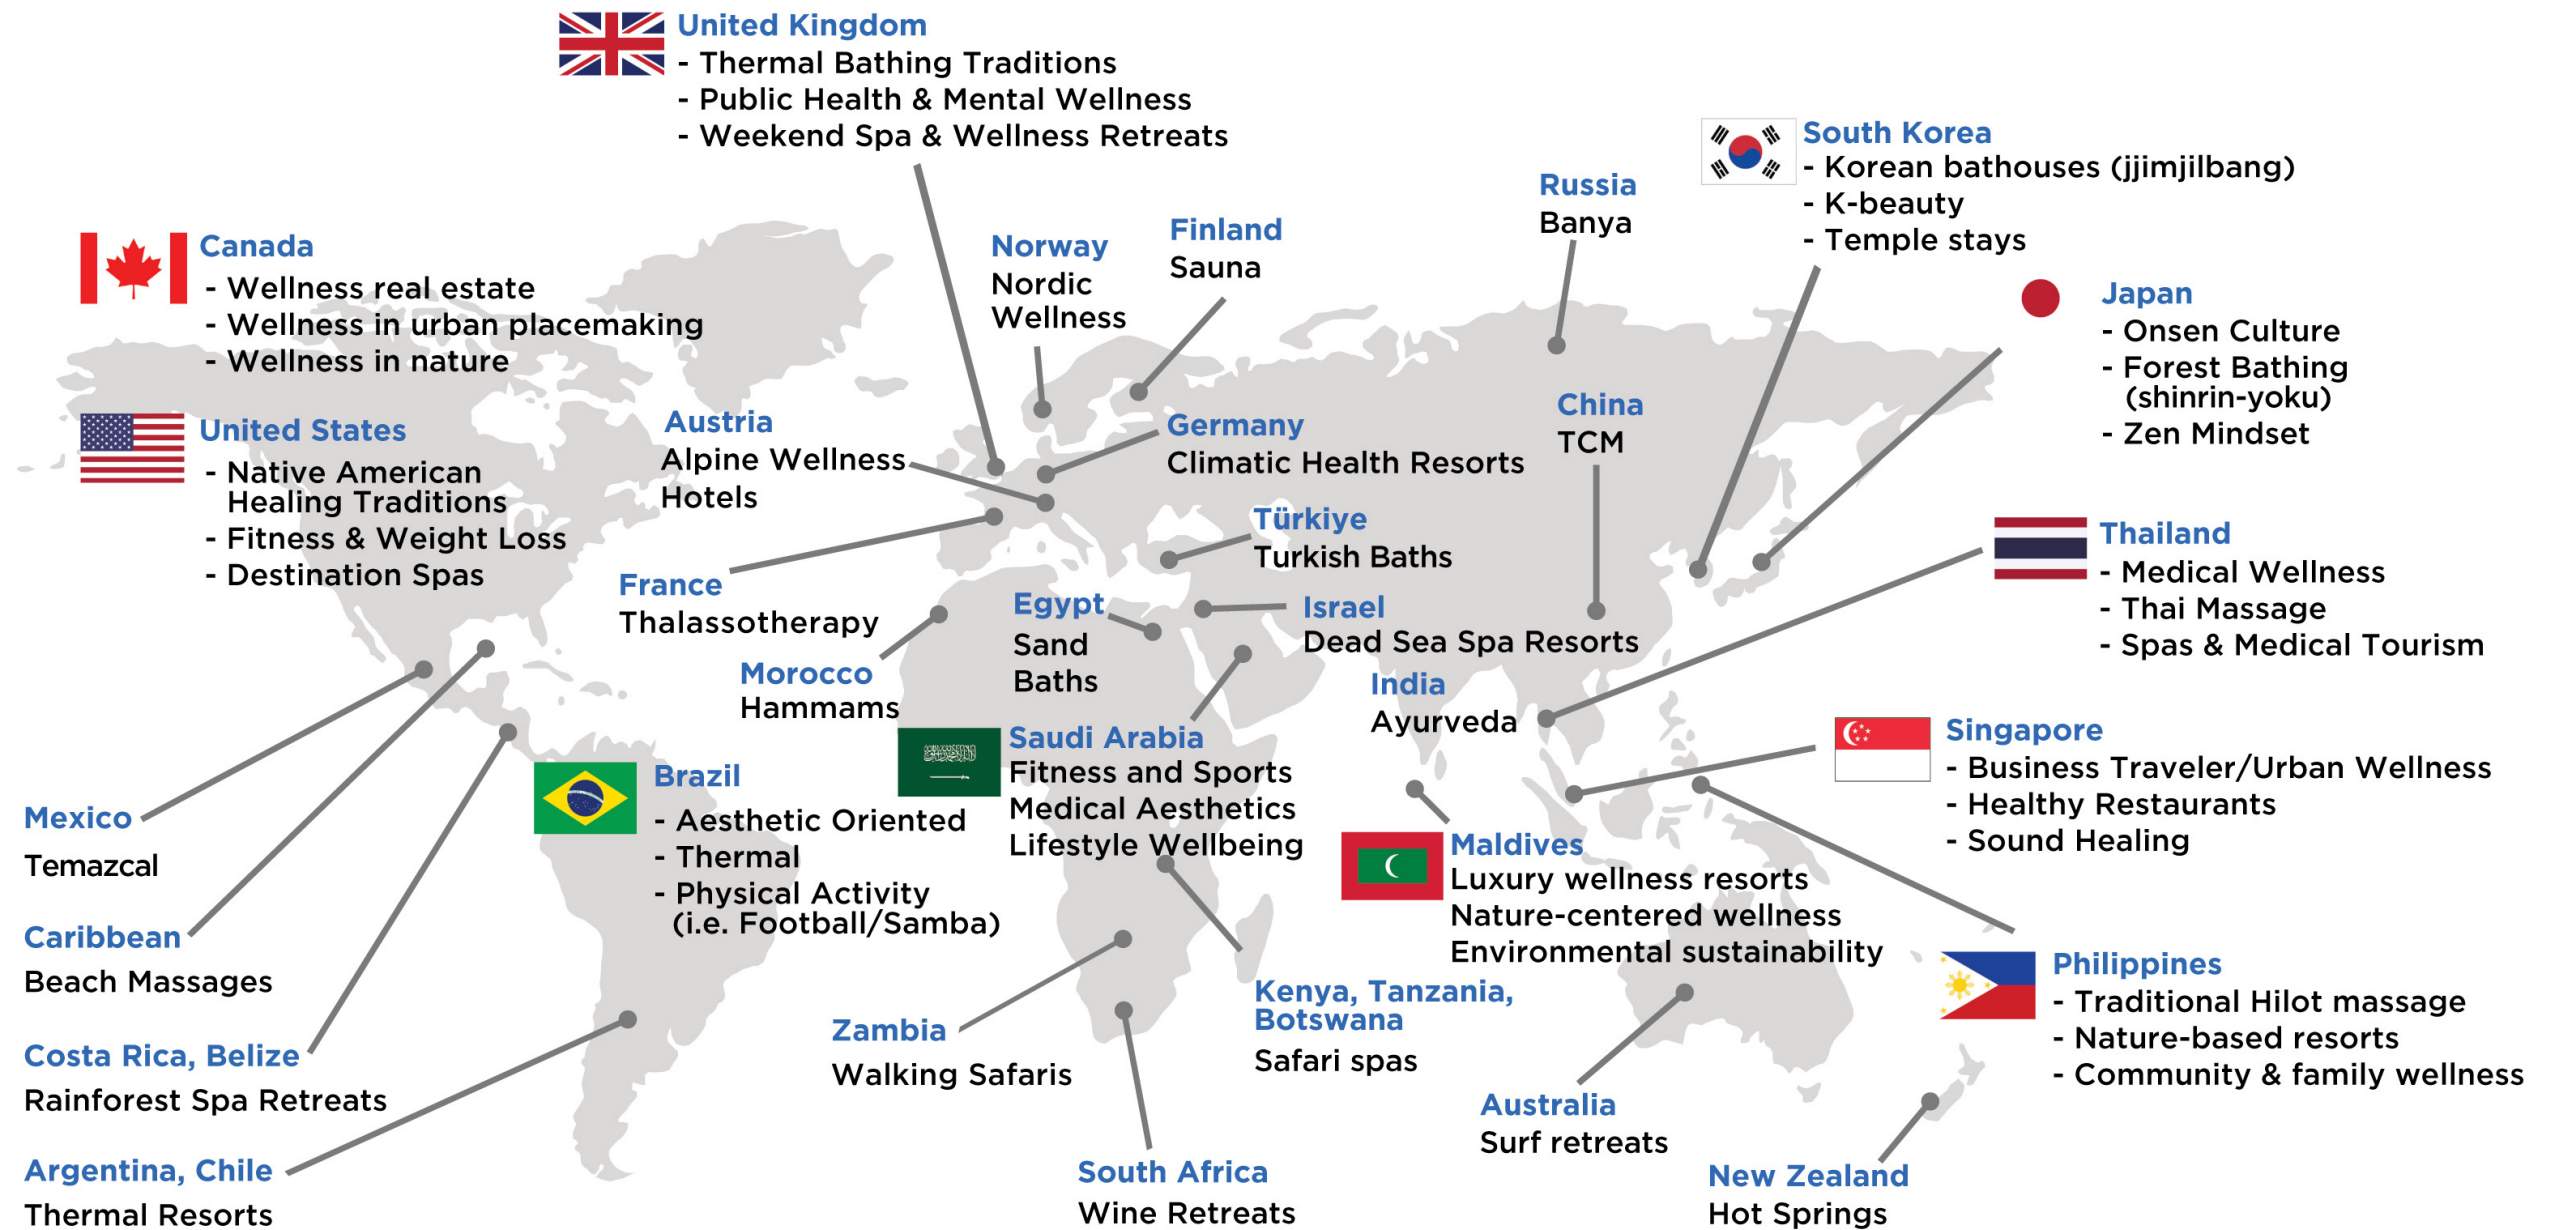 United Kingdom
- Thermal Bathing Traditions
- Public Health & Mental Wellness
- Weekend Spa & Wellness Retreats
South Korea
- Korean bathouses (jjimjilbang)
- K-beauty
- Temple stays
Russia
Banya
Finland
Sauna
Norway
Nordic
Wellness
Canada
- Wellness real estate
- Wellness in urban placemaking
- Wellness in nature
Japan
- Onsen Culture
- Forest Bathing
(shinrin-yoku)
- Zen Mindset
United States
- Native American
Healing Traditions
- Fitness & Weight Loss
- Destination Spas
Austria
Alpine Wellness
Hotels
Germany
Climatic Health Resorts
China
TCM
Türkiye
Turkish Baths
Thailand
- Medical Wellness
- Thai Massage
- Spas & Medical Tourism
France
Thalassotherapy
Egypt
Sand
Baths
Israel
Dead Sea Spa Resorts
Morocco
Hammams
India
Ayurveda
Saudi Arabia
Fitness and Sports
Medical Aesthetics
Lifestyle Wellbeing
Singapore
- Business Traveler/Urban Wellness
- Healthy Restaurants
- Sound Healing
Brazil
- Aesthetic Oriented
- Thermal
- Physical Activity
(i.e. Football/Samba)
Mexico
Temazcal
Maldives
Luxury wellness resorts
Nature-centered wellness
Environmental sustainability
Caribbean
Beach Massages
Philippines
- Traditional Hilot massage
- Nature-based resorts
- Community & family wellness
Kenya, Tanzania,
Botswana
Safari spas
Zambia
Walking Safaris
Costa Rica, Belize
Rainforest Spa Retreats
Australia
Surf retreats
Argentina, Chile
Thermal Resorts
South Africa
Wine Retreats
New Zealand
Hot Springs